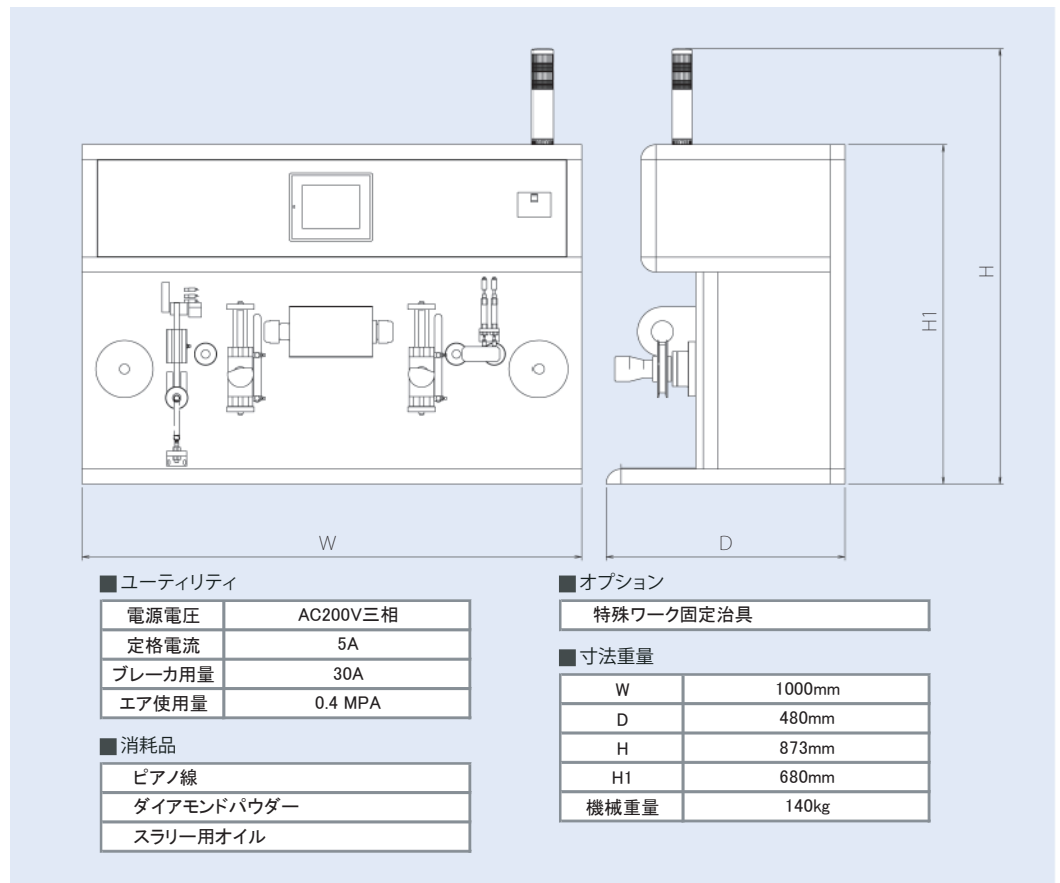 H
H1
W
D
■ユーティリティ
電源電圧 AC200V三相
定格電流 5A
ブレーカ用量 30A
エア使用量 0.4 MPA
■消耗品
ピアノ線
ダイアモンドパウダー
スラリー用オイル
■オプション
特殊ワーク固定治具
■寸法重量
W 1000mm
D 480mm
H 873mm
H1 680mm
機械重量 140kg